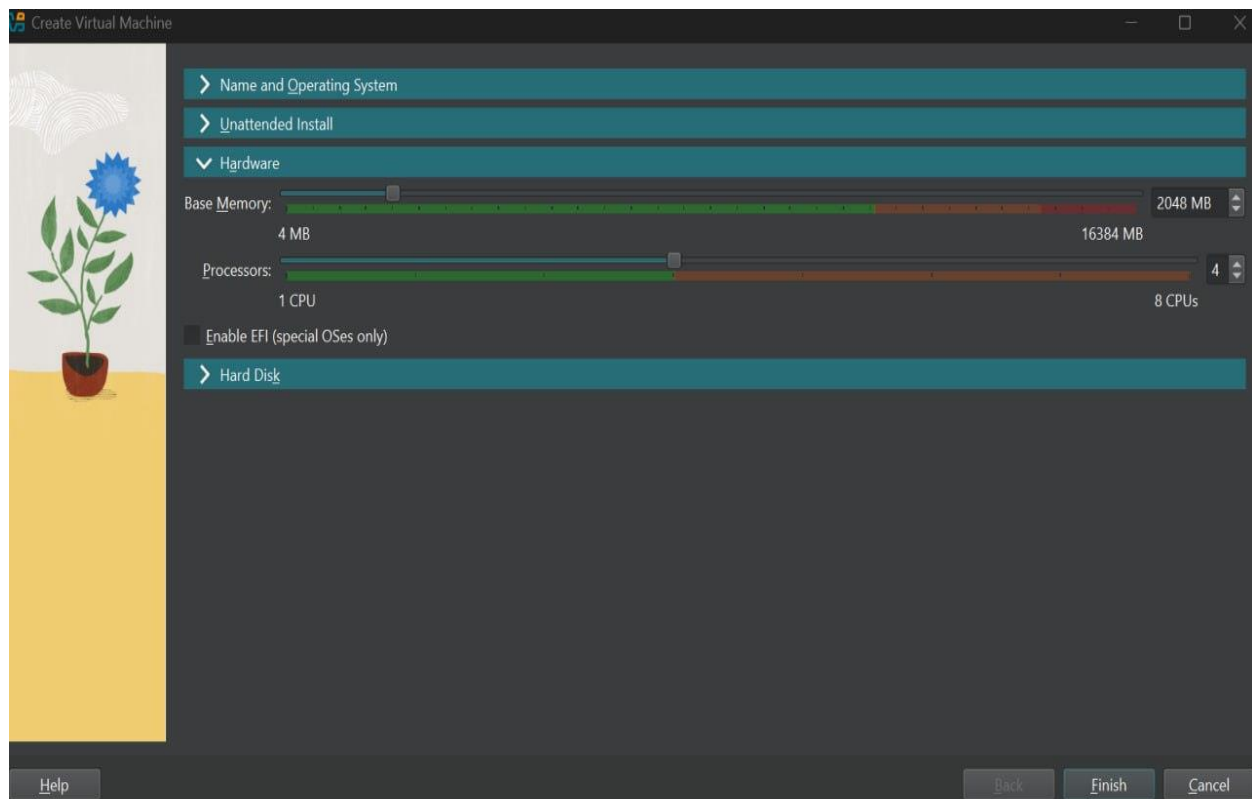 Create Virtual Machine
Name and Operating System
Unattended Install
Hardware
Base Memory: 2048 MB
4 MB 16384 MB
Processors: 4
1 CPU 8 CPUs
Enable EFI (special OSes only)
Hard Disk
Help Back Finish Cancel